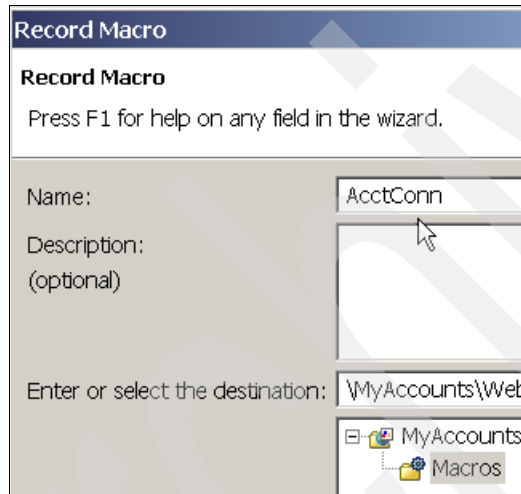 Record Macro
Record Macro
Press F1 for help on any field in the wizard.
Name: AcctConn
Description:
(optional)
Enter or select the destination: \MyAccounts\Web
MyAccounts
Macros